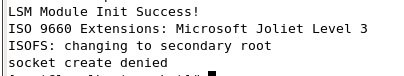 LSM Module Init Success!
ISO 9660 Extensions: Microsoft Joliet Level 3
ISOFS: changing to secondary root
socket create denied